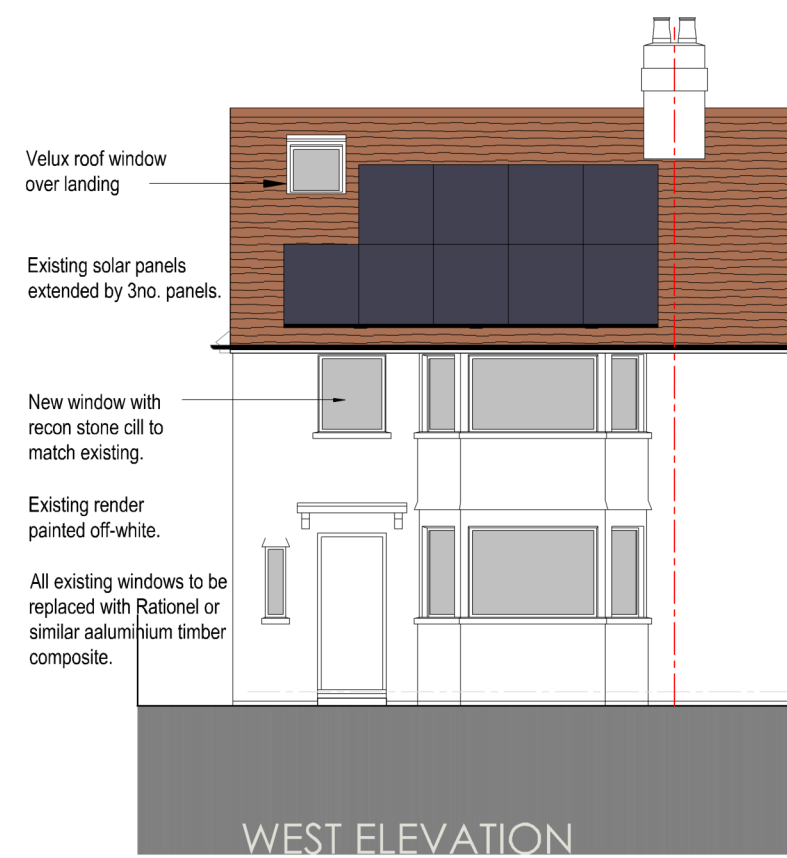 Velux roof window
over landing
Existing solar panels
extended by 3no. panels.
New window with
recon stone cill to
match existing.
Existing render
painted off-white.
All existing windows to be
replaced with Rationel or
similar aaluminium timber
composite.
WEST ELEVATION